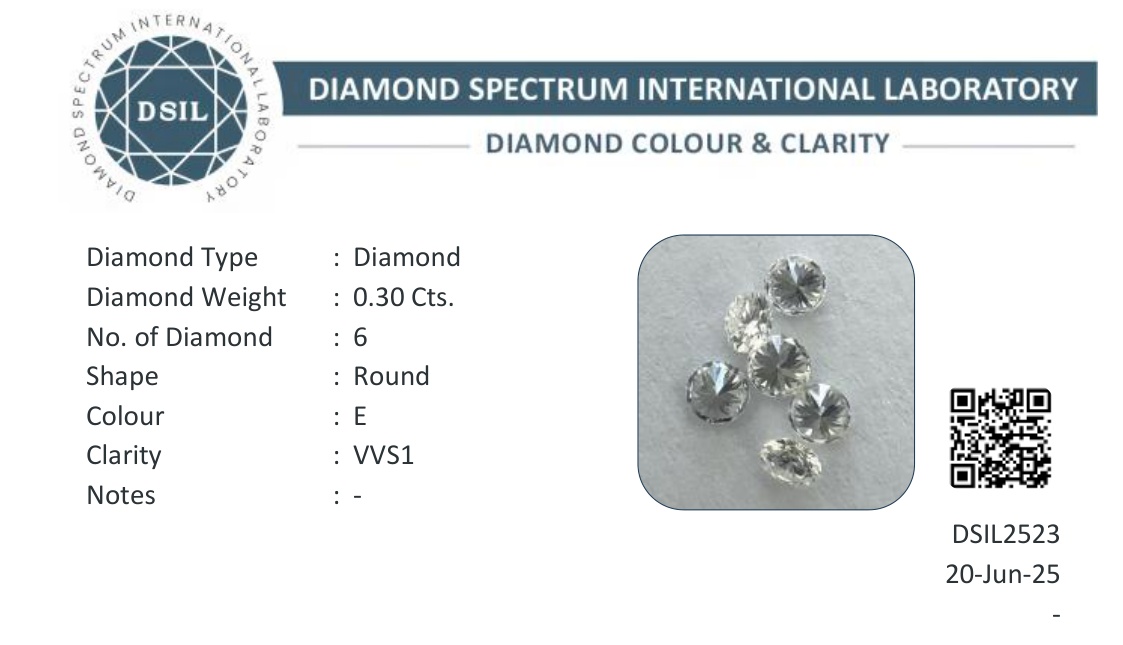 DIAMOND SPECTRUM INTERNATIONAL LABORATORY
DSIL
DIAMOND SPECTRUM INTERNATIONAL LABORATORY
DIAMOND COLOUR & CLARITY
Diamond Type : Diamond
Diamond Weight : 0.30 Cts.
No. of Diamond : 6
Shape : Round
Colour : E
Clarity : VVS1
Notes : -
DSIL2523
20-Jun-25
-